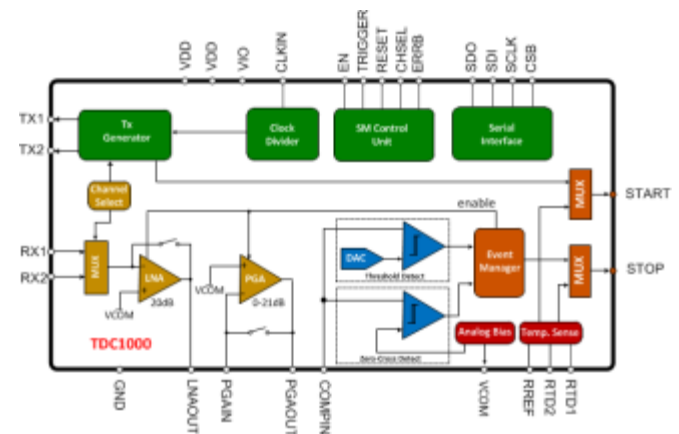 VDD
VDO
VIO
CLKIN
EN
TRIGGER
RESET
CHSEL
ERRB
SDO
SDI
SCLK
CSB
TX1
TX2
Tx
Generator
Clock
Divider
SM Control
Unit
Serial
Interface
Channel
Select
MUX
START
enable
RX1
RX2
MUX
LNA
20dB
VCOM
PGA
0-21dB
VCOM
DAC
Threshold Detect
Event
Manager
MUX
STOP
Zero-Cross Detect
Analog Bias
Temp. Sense
TDC1000
GND
LNAOUT
PGAIN
PGAOUT
COMPIN
VCOM
RREF
RTD2
RTD1